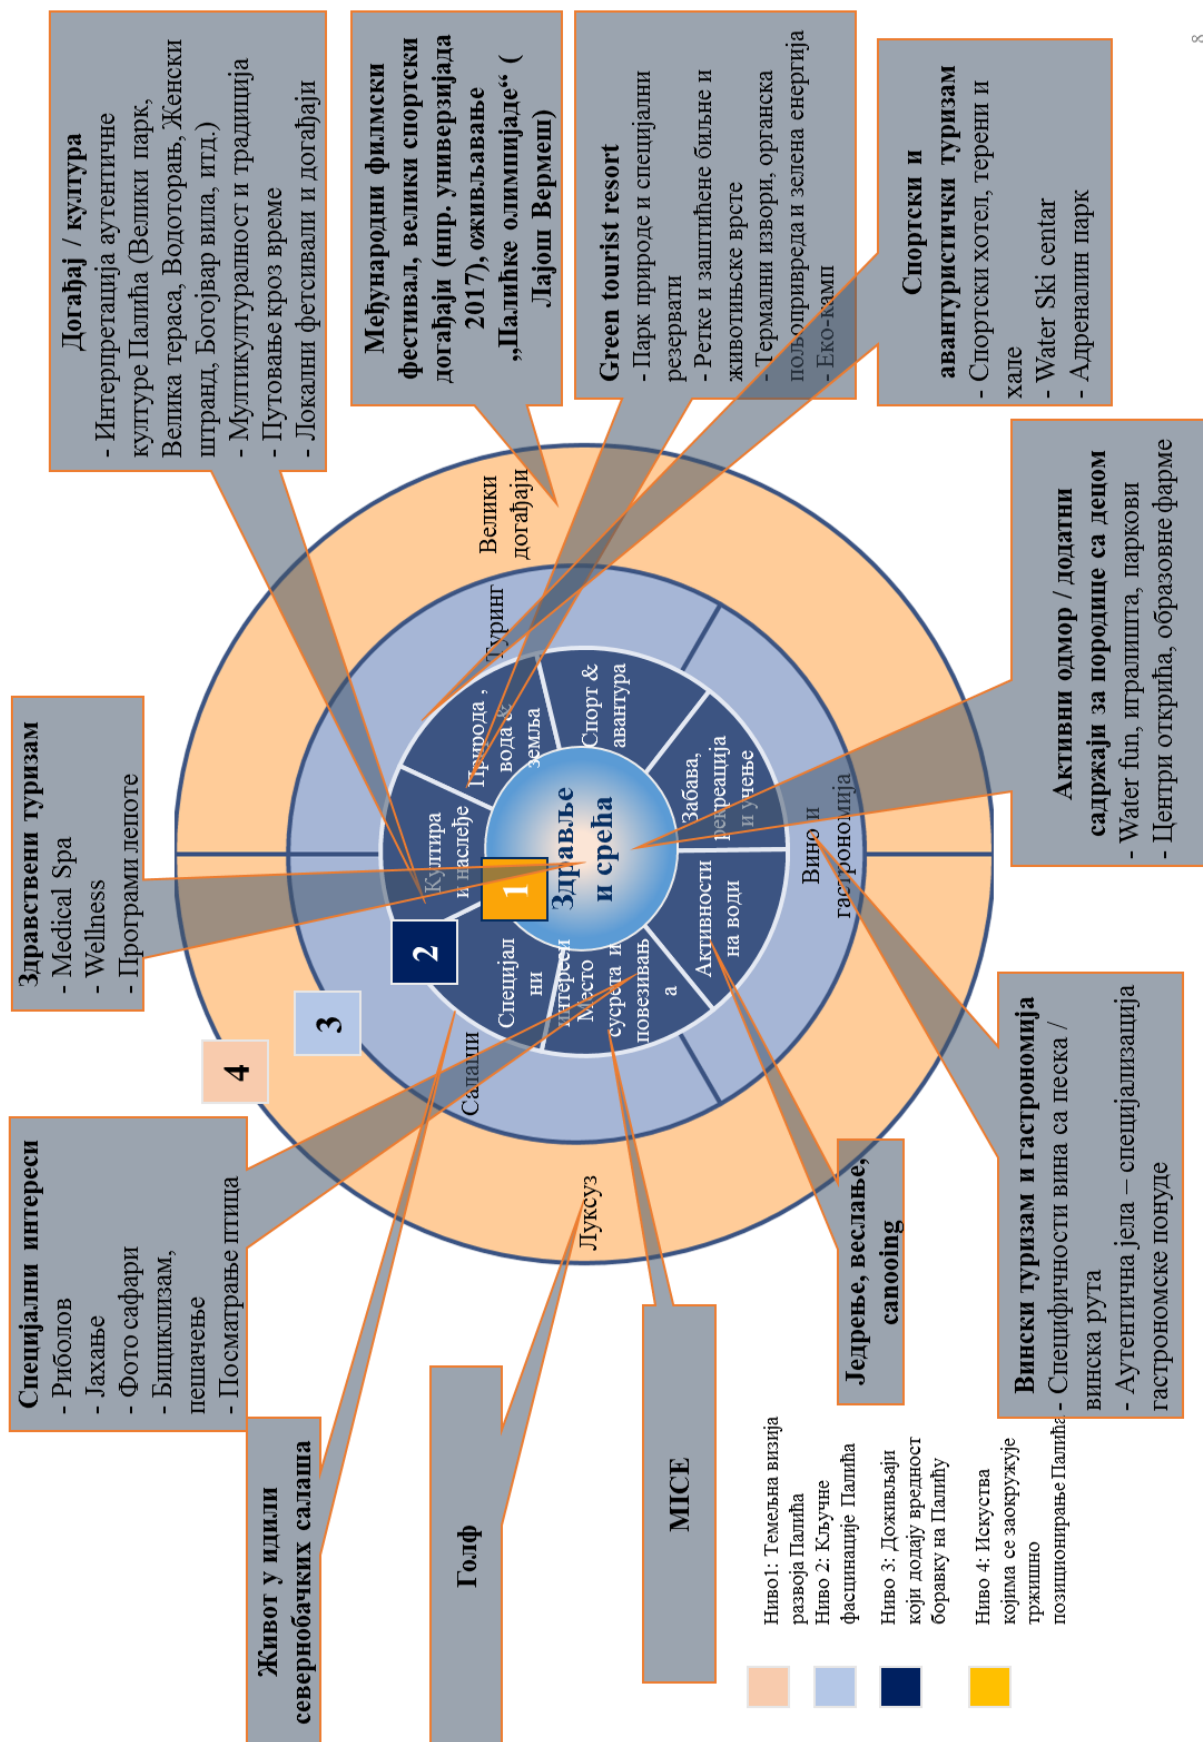 Специјални интереси
- Риболов
- Јахање
- Фото сафари
- Бициклизам,
пешачење
- Посматрање птица
Здравствени туризам
- Medical Spa
- Wellness
- Програми лепоте
Догађај / култура
- Интерпретација аутентичне
културе Палића (Велики парк,
Велика тераса, Водоторањ, Женски
штранд, Богојвар вила, итд.)
- Мултикултуралност и традиција
- Путовање кроз време
- Локални фетсивали и догађаји
Живот у идили
севернобачких салаша
Међународни филмски
фестивал, велики спортски
догађаји (нпр. универзијада
2017), оживљавање
„Палићке олимпијаде“ (
Лајош Вермеш)
Голф
Green tourist resort
- Парк природе и специјални
резервати
- Ретке и заштићене биљне и
животињске врсте
- Термални извори, органска
пољопривреда и зелена енергија
- Еко-камп
MICE
Спортски и
авантуристички туризам
- Спортски хотел, терени и
хале
- Water Ski centar
- Адреналин парк
Једрење, веслање,
canooing
Вински туризам и гастрономија
- Специфичности вина са песка /
винска рута
- Аутентична јела – специјализација
гастрономске понуде
Активни одмор / додатни
садржаји за породице са децом
- Water fun, игралишта, паркови
- Центри открића, образовне фарме
4
3
2
1
Здравље
и срећа
Култира
и наслеђе
Природа ,
вода &
земља
Спорт &
авантура
Забава,
рекреација
и учење
Активности
на води
Место
сусрета и
повезивањ
а
Специјал
ни
интереси
Салаши
Туринг
Вино и
гастрономија
Луксуз
Велики
догађаји
Ниво1: Темељна визија
развоја Палића
Ниво 2: Кључне
фасцинације Палића
Ниво 3: Доживљаји
који додају вредност
боравку на Палићу
Ниво 4: Искуства
којима се заокружује
тржишно
позиционирање Палића
8